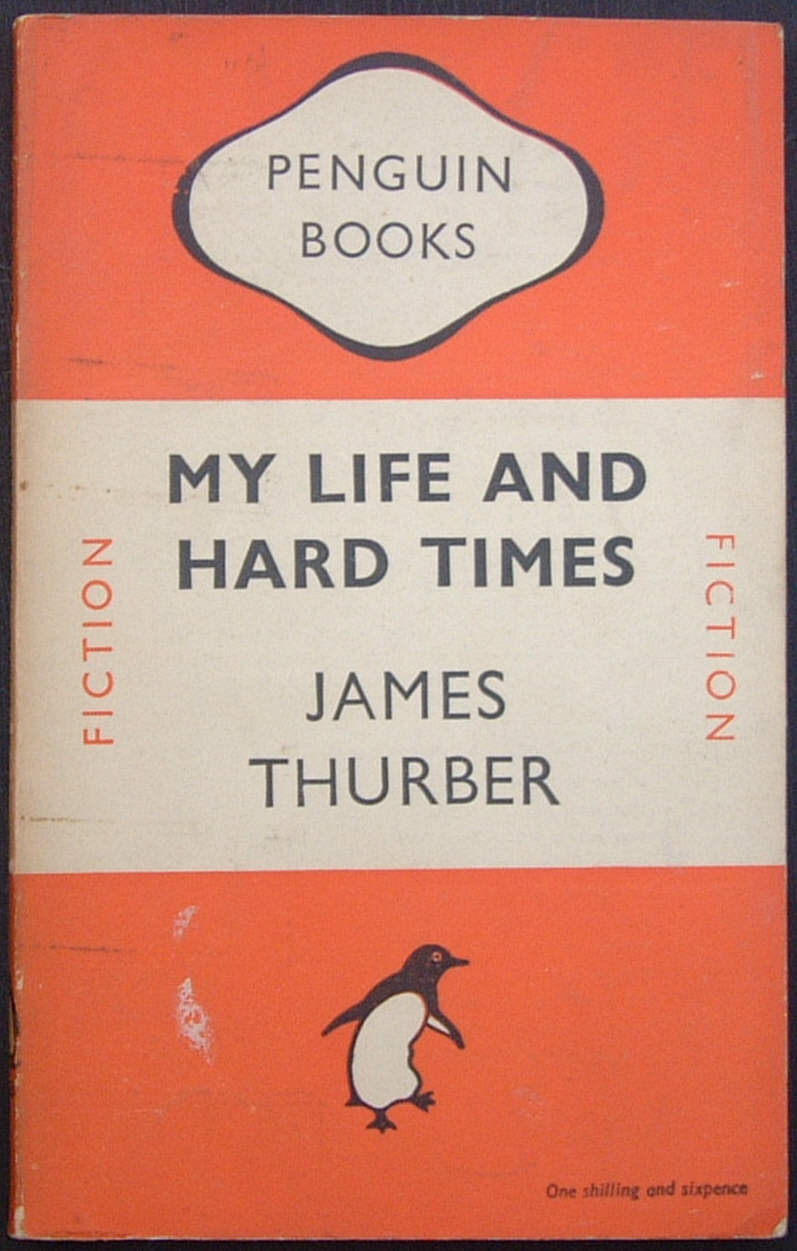 PENGUIN
BOOKS
MY LIFE AND
HARD TIMES
FICTION
FICTION
JAMES
THURBER
One shilling and sixpence